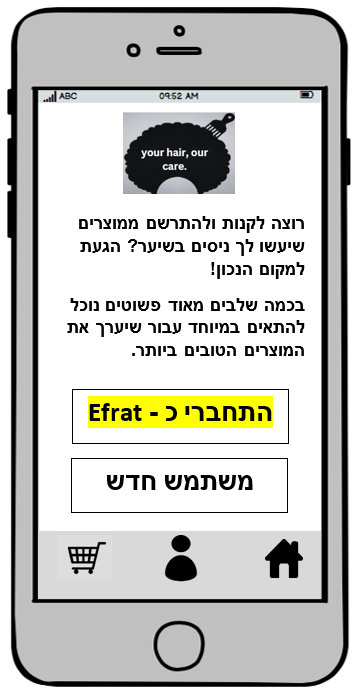 ABC 09:52 AM
your hair, our
care.
רוצה לקנות ולהתרשם ממוצרים
שיעשו לך ניסים בשיער? הגעת
למקום הנכון!
בכמה שלבים מאוד פשוטים נוכל
להתאים במיוחד עבור שיערך את
המוצרים הטובים ביותר.
התחברי כ - Efrat
משתמש חדש